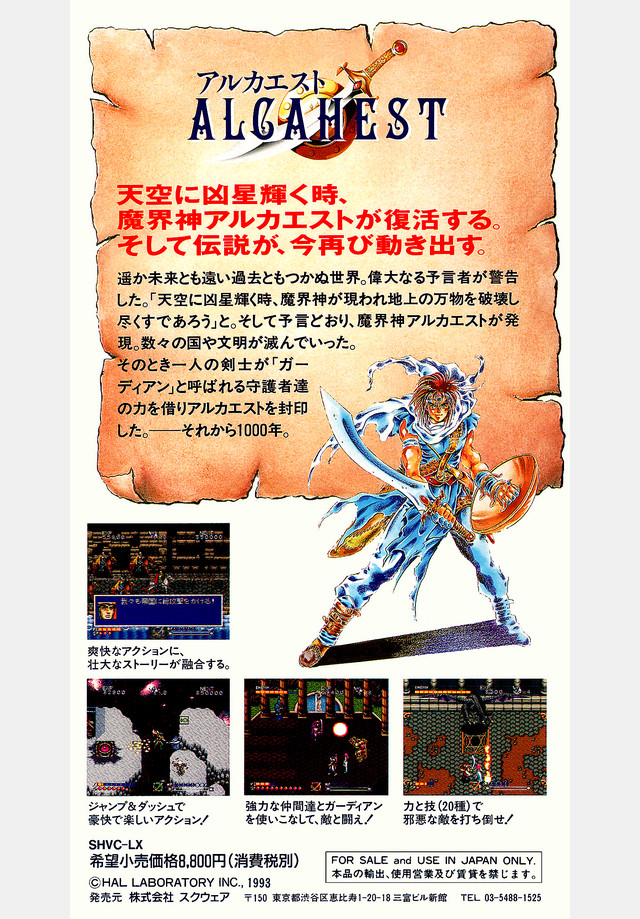 アルカエスト
ALCAHEST
天空に凶星輝く時、
魔界神アルカエストが復活する。
そして伝説が、今再び動き出す。
遥か未来とも遠い過去ともつかぬ世界。偉大なる予言者が警告
した。「天空に凶星輝く時、魔界神が現われ地上の万物を破壊し
尽くすであろう」と。そして予言どおり、魔界神アルカエストが発
現。数々の国や文明が滅んでいった。
そのとき一人の剣士が「ガー
ディアン」と呼ばれる守護者達
の力を借りアルカエストを封印
した。——それから1000年。
我々も隊間に総攻撃をかける!
爽快なアクションに、
壮大なストーリーが融合する。
ジャンプ&ダッシュで
豪快で楽しいアクション!
強力な仲間達とガーディアン
を使いこなして、敵と闘え!
力と技(20種)で
邪悪な敵を打ち倒せ!
SHVC-LX
希望小売価格8,800円(消費税別)
©HAL LABORATORY INC., 1993
FOR SALE and USE IN JAPAN ONLY.
本品の輸出、使用営業及び賃貸を禁じます。
発売元 株式会社 スクウェア 〒150 東京都渋谷区恵比寿1-20-18 三富ビル新館 TEL 03-5488-1525